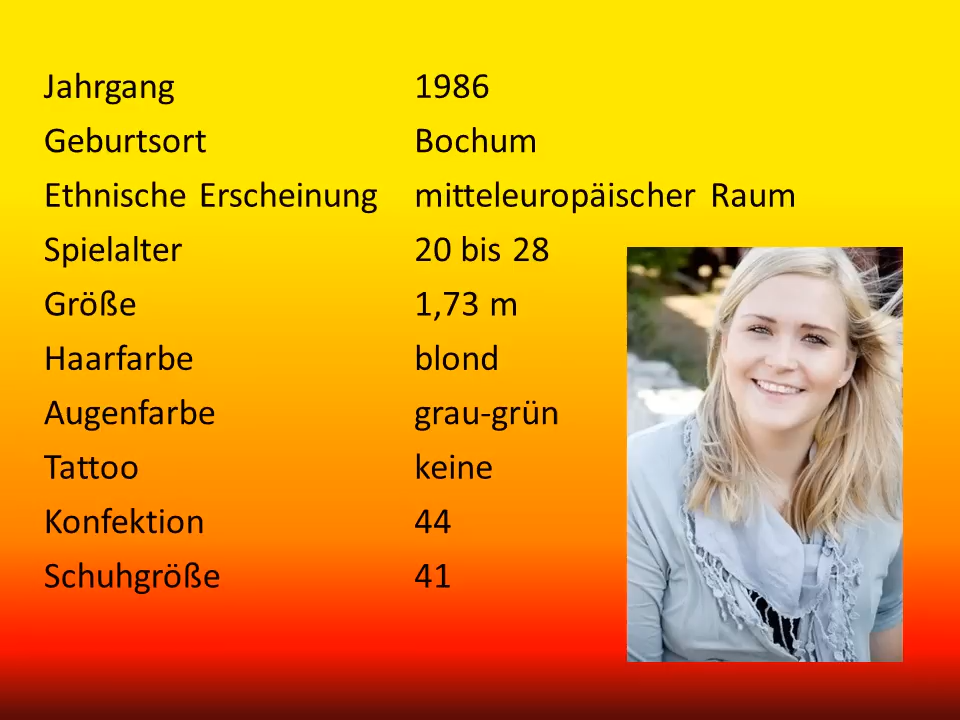 Jahrgang 1986
Geburtsort Bochum
Ethnische Erscheinung mitteleuropäischer Raum
Spielalter 20 bis 28
Größe 1,73 m
Haarfarbe blond
Augenfarbe grau-grün
Tattoo keine
Konfektion 44
Schuhgröße 41